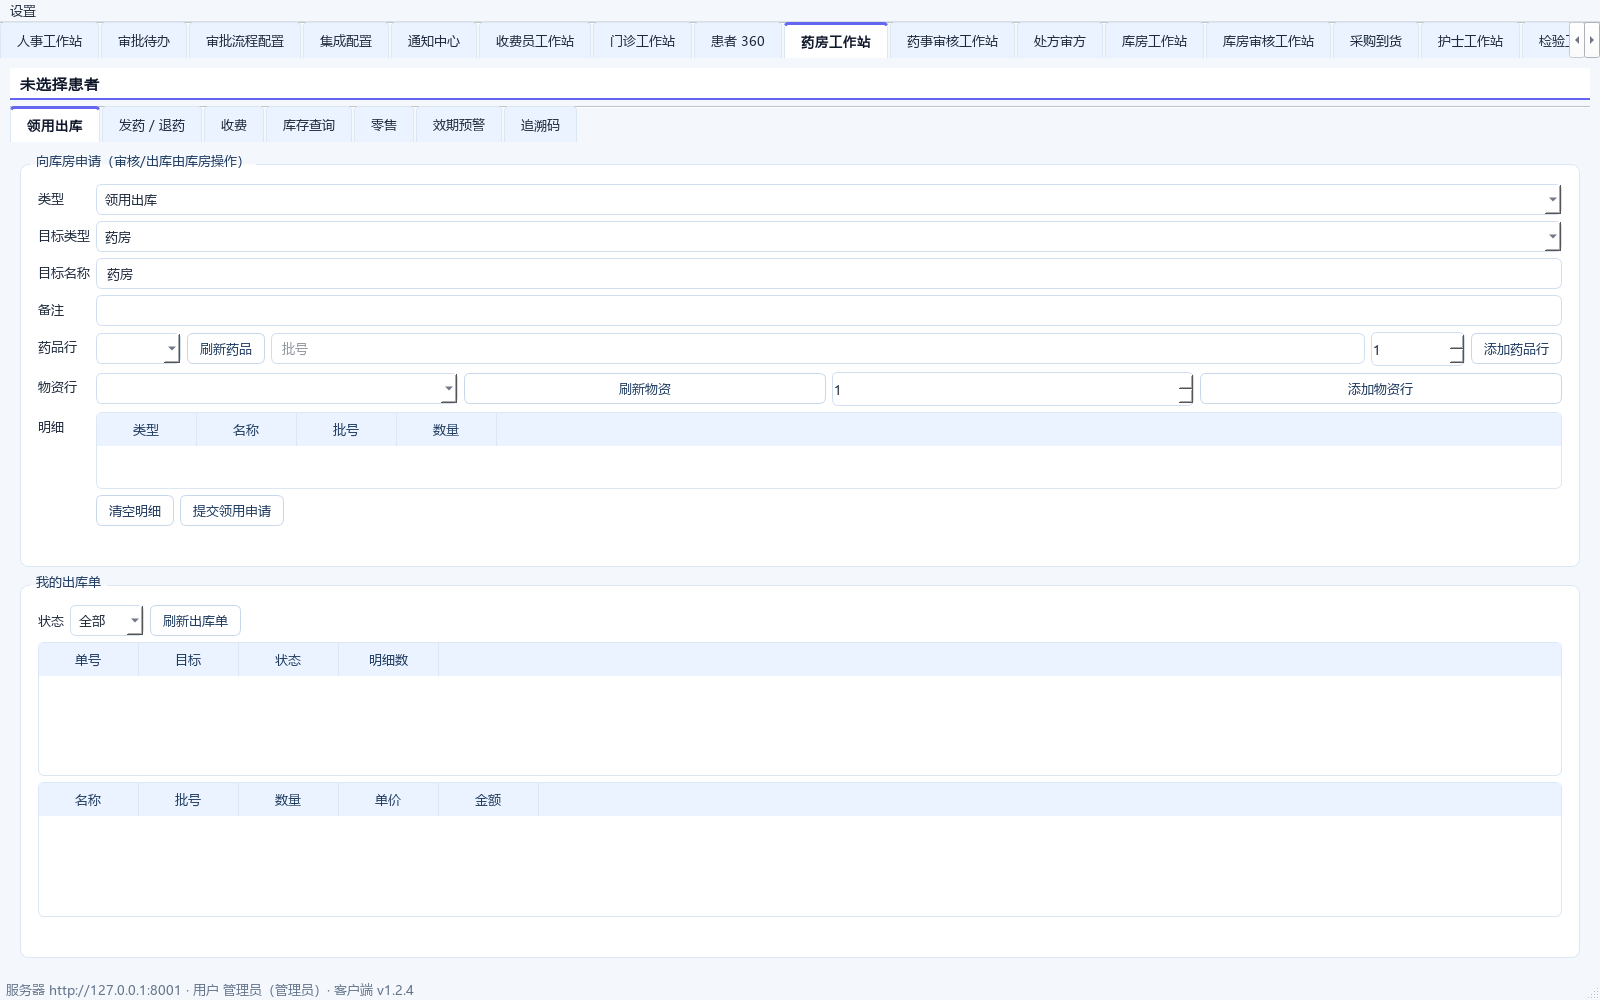 设置
人事工作站 审批待办 审批流程配置 集成配置 通知中心 收费员工作站 门诊工作站 患者 360 药房工作站 药事审核工作站 处方审方 库房工作站 库房审核工作站 采购到货 护士工作站 检验
未选择患者
领用出库 发药 / 退药 收费 库存查询 零售 效期预警 追溯码
向库房申请（审核/出库由库房操作）
类型 领用出库
目标类型 药房
目标名称 药房
备注
药品行 刷新药品 批号 1 添加药品行
物资行 刷新物资 1 添加物资行
明细 类型 名称 批号 数量
清空明细 提交领用申请
我的出库单
状态 全部 刷新出库单
单号 目标 状态 明细数
名称 批号 数量 单价 金额
服务器 http://127.0.0.1:8001 · 用户 管理员（管理员）· 客户端 v1.2.4